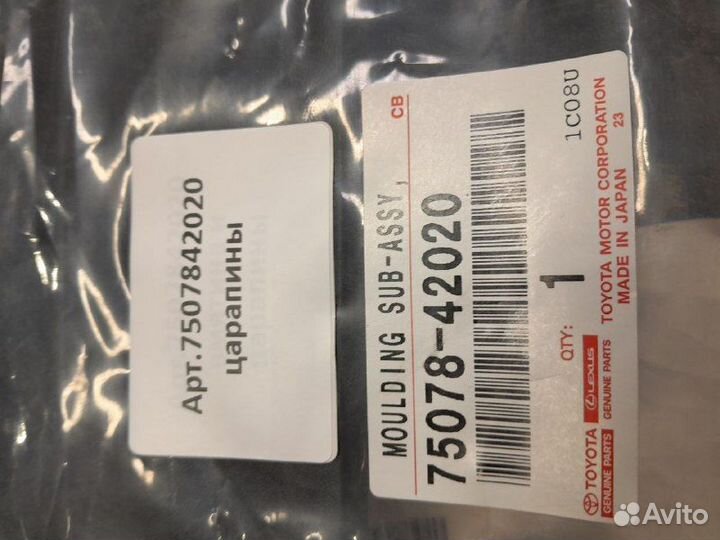 Арт.7507842020
царапины
CB
MOULDING SUB-ASSY,
75078-42020
QTY: 1
1C08U
TOYOTA
GENUINE PARTS
LEXUS
GENUINE PARTS
TOYOTA MOTOR CORPORATION
MADE IN JAPAN 23
Avito